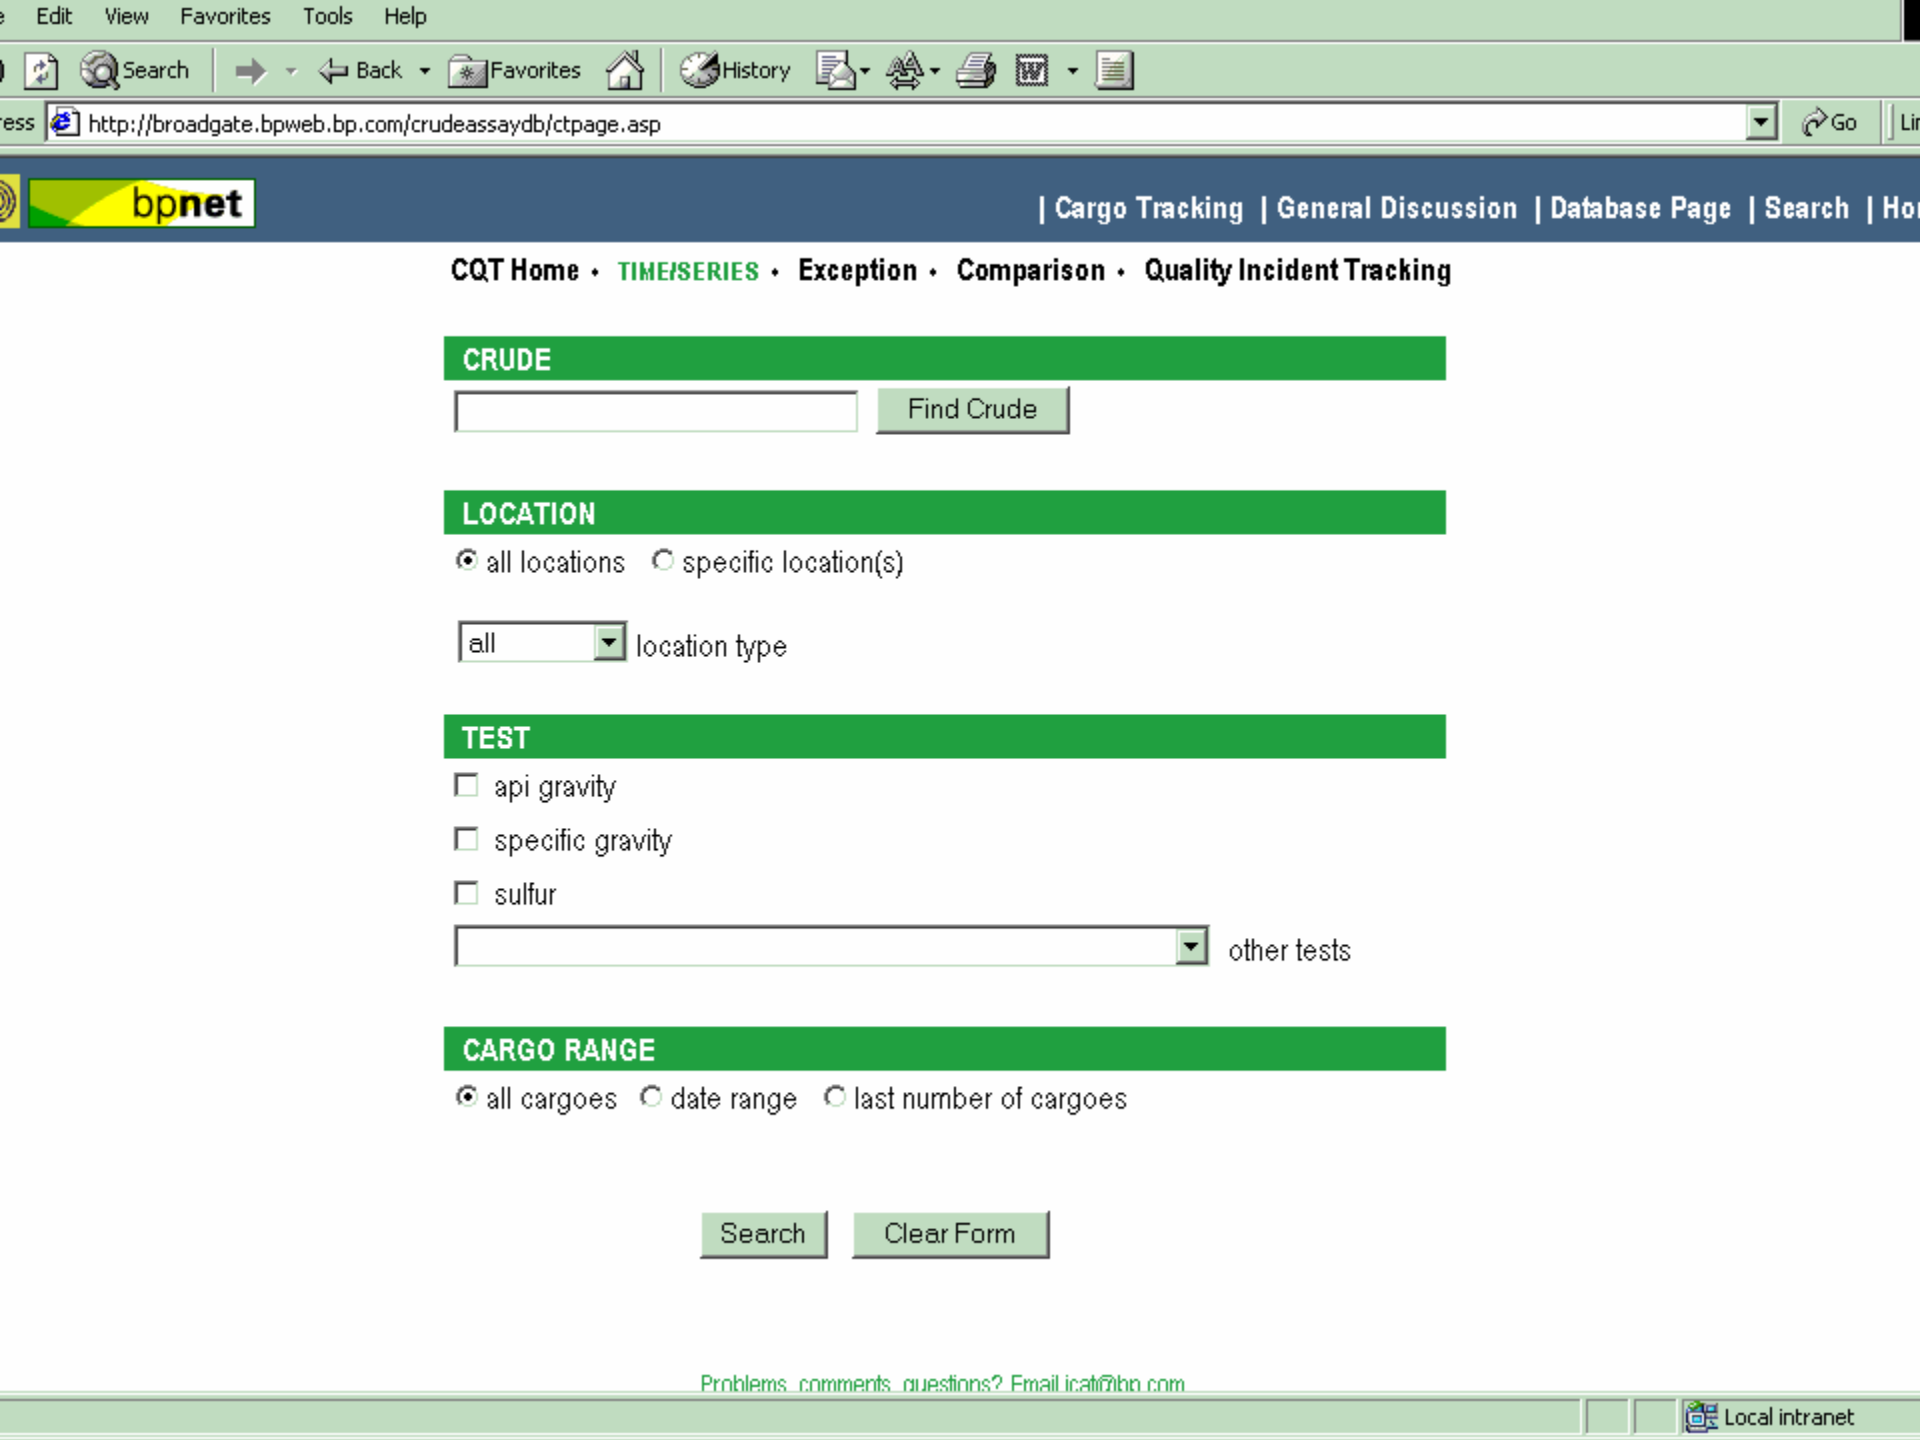 Edit View Favorites Tools Help
Search Back Favorites History
http://broadgate.bpweb.bp.com/crudeassaydb/ctpage.asp Go
bpnet | Cargo Tracking | General Discussion | Database Page | Search |
CQT Home • TIME/SERIES • Exception • Comparison • Quality Incident Tracking
CRUDE
Find Crude
LOCATION
all locations specific location(s)
all location type
TEST
api gravity
specific gravity
sulfur
other tests
CARGO RANGE
all cargoes date range last number of cargoes
Search Clear Form
Problems, comments, questions? Email icat@bp.com
Local intranet